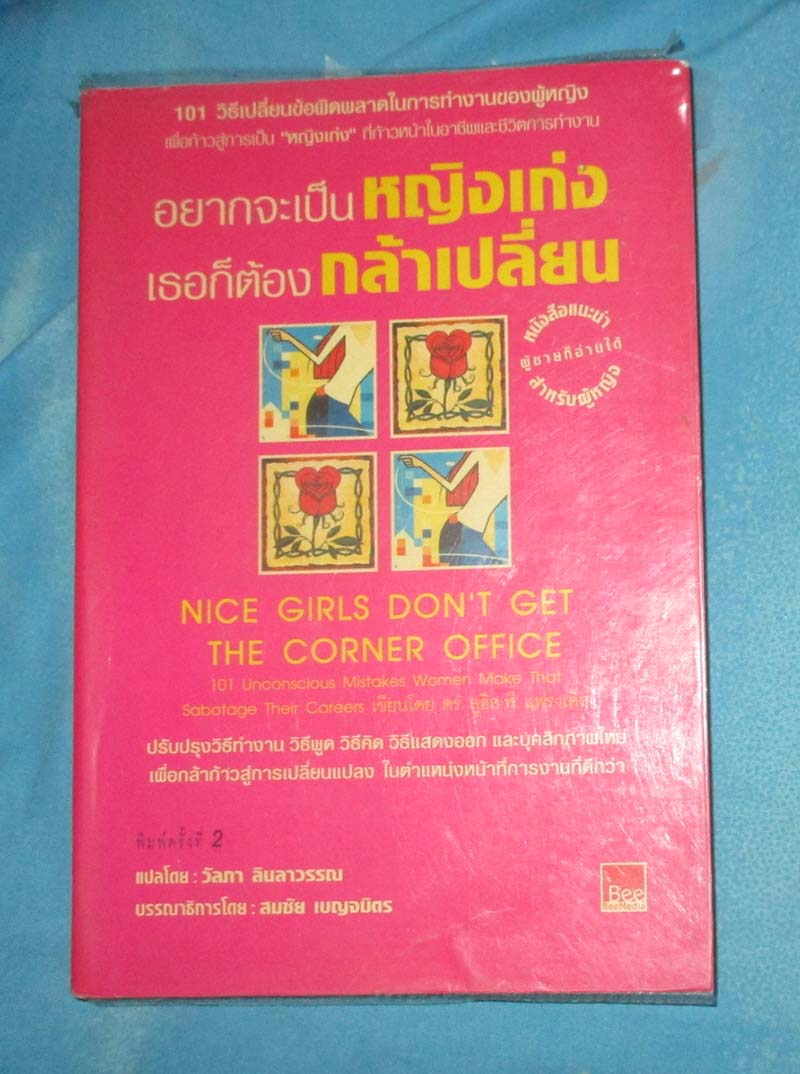 101 วิธีเปลี่ยนข้อผิดพลาดในการทำงานของผู้หญิง
เพื่อก้าวสู่การเป็น "หญิงเก่ง" ที่ก้าวหน้าในอาชีพและชีวิตการทำงาน
อยากจะเป็น หญิงเก่ง
เธอก็ต้อง กล้าเปลี่ยน
หนังสือแนะนำ
ผู้ชายก็อ่านได้
สำหรับผู้หญิง
NICE GIRLS DON'T GET
THE CORNER OFFICE
101 Unconscious Mistakes Women Make That
Sabotage Their Careers เขียนโดย ดร. ลูอิส พี. แฟรงเคิล
ปรับปรุงวิธีทำงาน วิธีพูด วิธีคิด วิธีแสดงออก และบุคลิกภาพใหม่
เพื่อกล้าก้าวสู่การเปลี่ยนแปลง ในตำแหน่งหน้าที่การงานที่ดีกว่า
พิมพ์ครั้งที่ 2
แปลโดย : วัลภา ลินลาวรรณ
บรรณาธิการโดย : สมชัย เบญจมิตร
Bee
BeeMedia